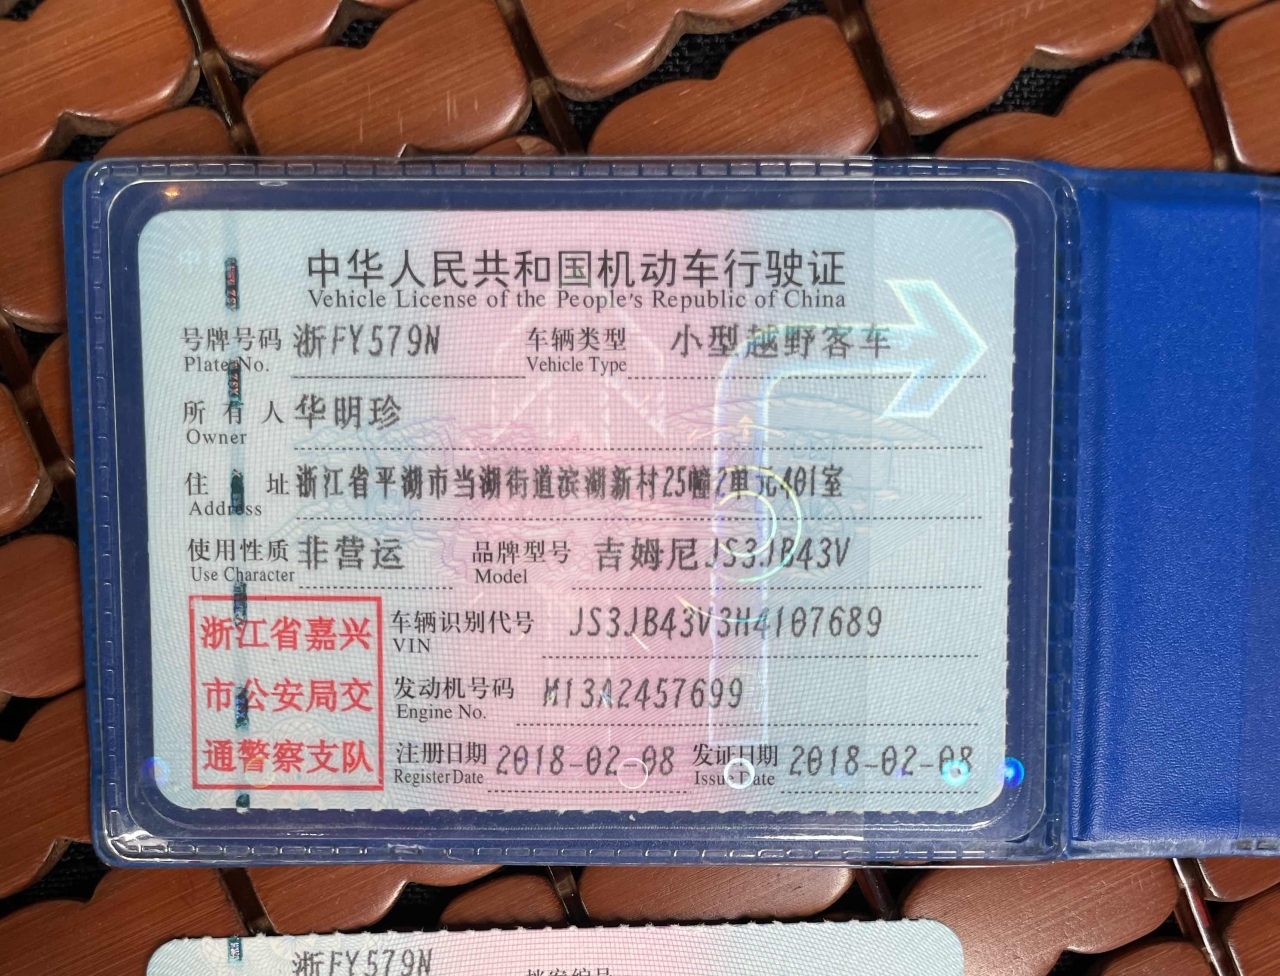 中华人民共和国机动车行驶证
Vehicle License of the People's Republic of China
号牌号码 浙FY579N 车辆类型 小型越野客车
Plate No. Vehicle Type
所有人 华明珍
Owner
住址 浙江省平湖市当湖街道滨湖新村25幢2单元401室
Address
使用性质 非营运 品牌型号 吉姆尼JS3JB43V
Use Character Model
车辆识别代号 JS3JB43V3H4107689
VIN
发动机号码 M13A2457699
Engine No.
注册日期 2018-02-08 发证日期 2018-02-08
Register Date Issue Date
浙江省嘉兴
市公安局交
通警察支队
浙FY579N 档案编号